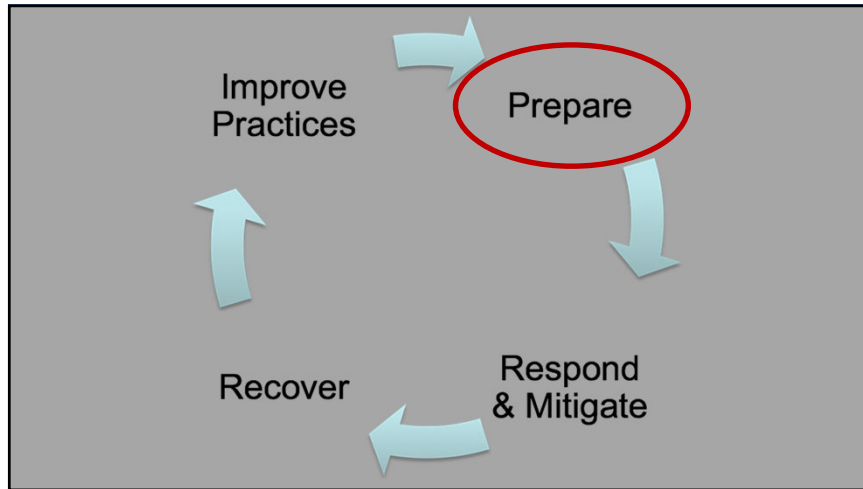 Improve
Practices
Prepare
Respond
& Mitigate
Recover